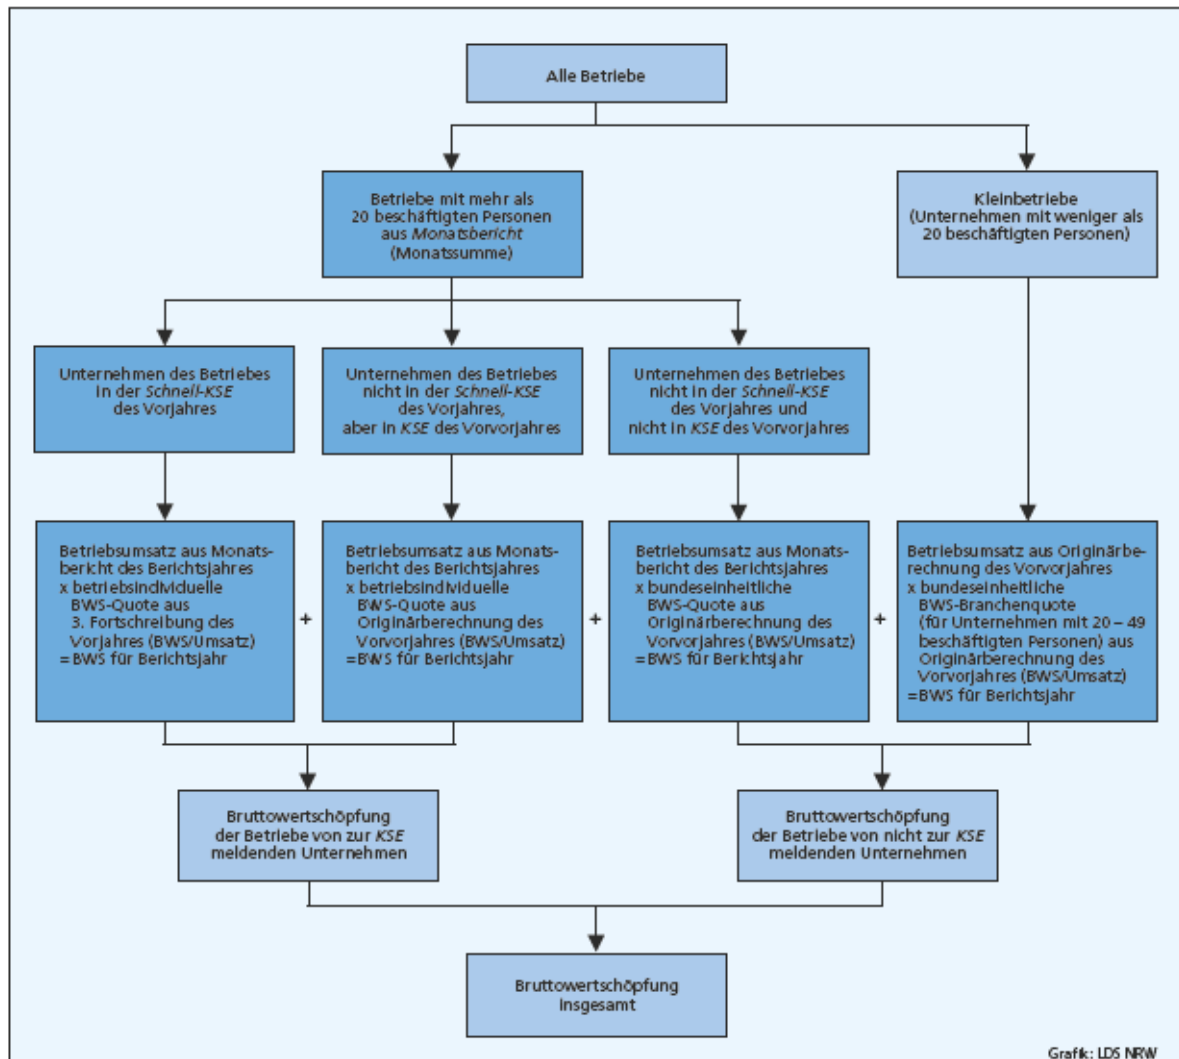 Alle Betriebe
Betriebe mit mehr als
20 beschäftigten Personen
aus Monatsbericht
(Monatssumme)
Kleinbetriebe
(Unternehmen mit weniger als
20 beschäftigten Personen)
Unternehmen des Betriebes
in der Schnell-KSE
des Vorjahres
Unternehmen des Betriebes
nicht in der Schnell-KSE
des Vorjahres,
aber in KSE des Vorvorjahres
Unternehmen des Betriebes
nicht in der Schnell-KSE
des Vorjahres und
nicht in KSE des Vorvorjahres
Betriebsumsatz aus Monats-
bericht des Berichtsjahres
x betriebsindividuelle
BWS-Quote aus
3. Fortschreibung des
Vorjahres (BWS/Umsatz)
=BWS für Berichtsjahr
+
Betriebsumsatz aus Monats-
bericht des Berichtsjahres
x betriebsindividuelle
BWS-Quote aus
Originärberechnung des
Vorvorjahres (BWS/Umsatz)
=BWS für Berichtsjahr
+
Betriebsumsatz aus Monats-
bericht des Berichtsjahres
x bundeseinheitliche
BWS-Quote aus
Originärberechnung des
Vorvorjahres (BWS/Umsatz)
=BWS für Berichtsjahr
+
Betriebsumsatz aus Originärbe-
rechnung des Vorvorjahres
x bundeseinheitliche
BWS-Branchenquote
(für Unternehmen mit 20 – 49
beschäftigten Personen) aus
Originärberechnung des
Vorvorjahres (BWS/Umsatz)
=BWS für Berichtsjahr
Bruttowertschöpfung
der Betriebe von zur KSE
meldenden Unternehmen
Bruttowertschöpfung
der Betriebe von nicht zur KSE
meldenden Unternehmen
Bruttowertschöpfung
insgesamt
Grafik: LDS NRW